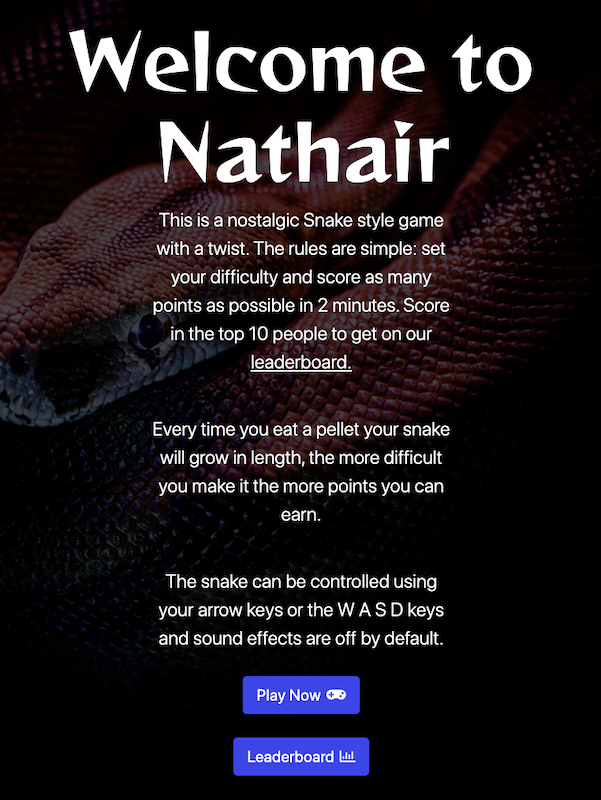 Welcome to
Nathair
This is a nostalgic Snake style game
with a twist. The rules are simple: set
your difficulty and score as many
points as possible in 2 minutes. Score
in the top 10 people to get on our
leaderboard.
Every time you eat a pellet your snake
will grow in length, the more difficult
you make it the more points you can
earn.
The snake can be controlled using
your arrow keys or the W A S D keys
and sound effects are off by default.
Play Now
Leaderboard